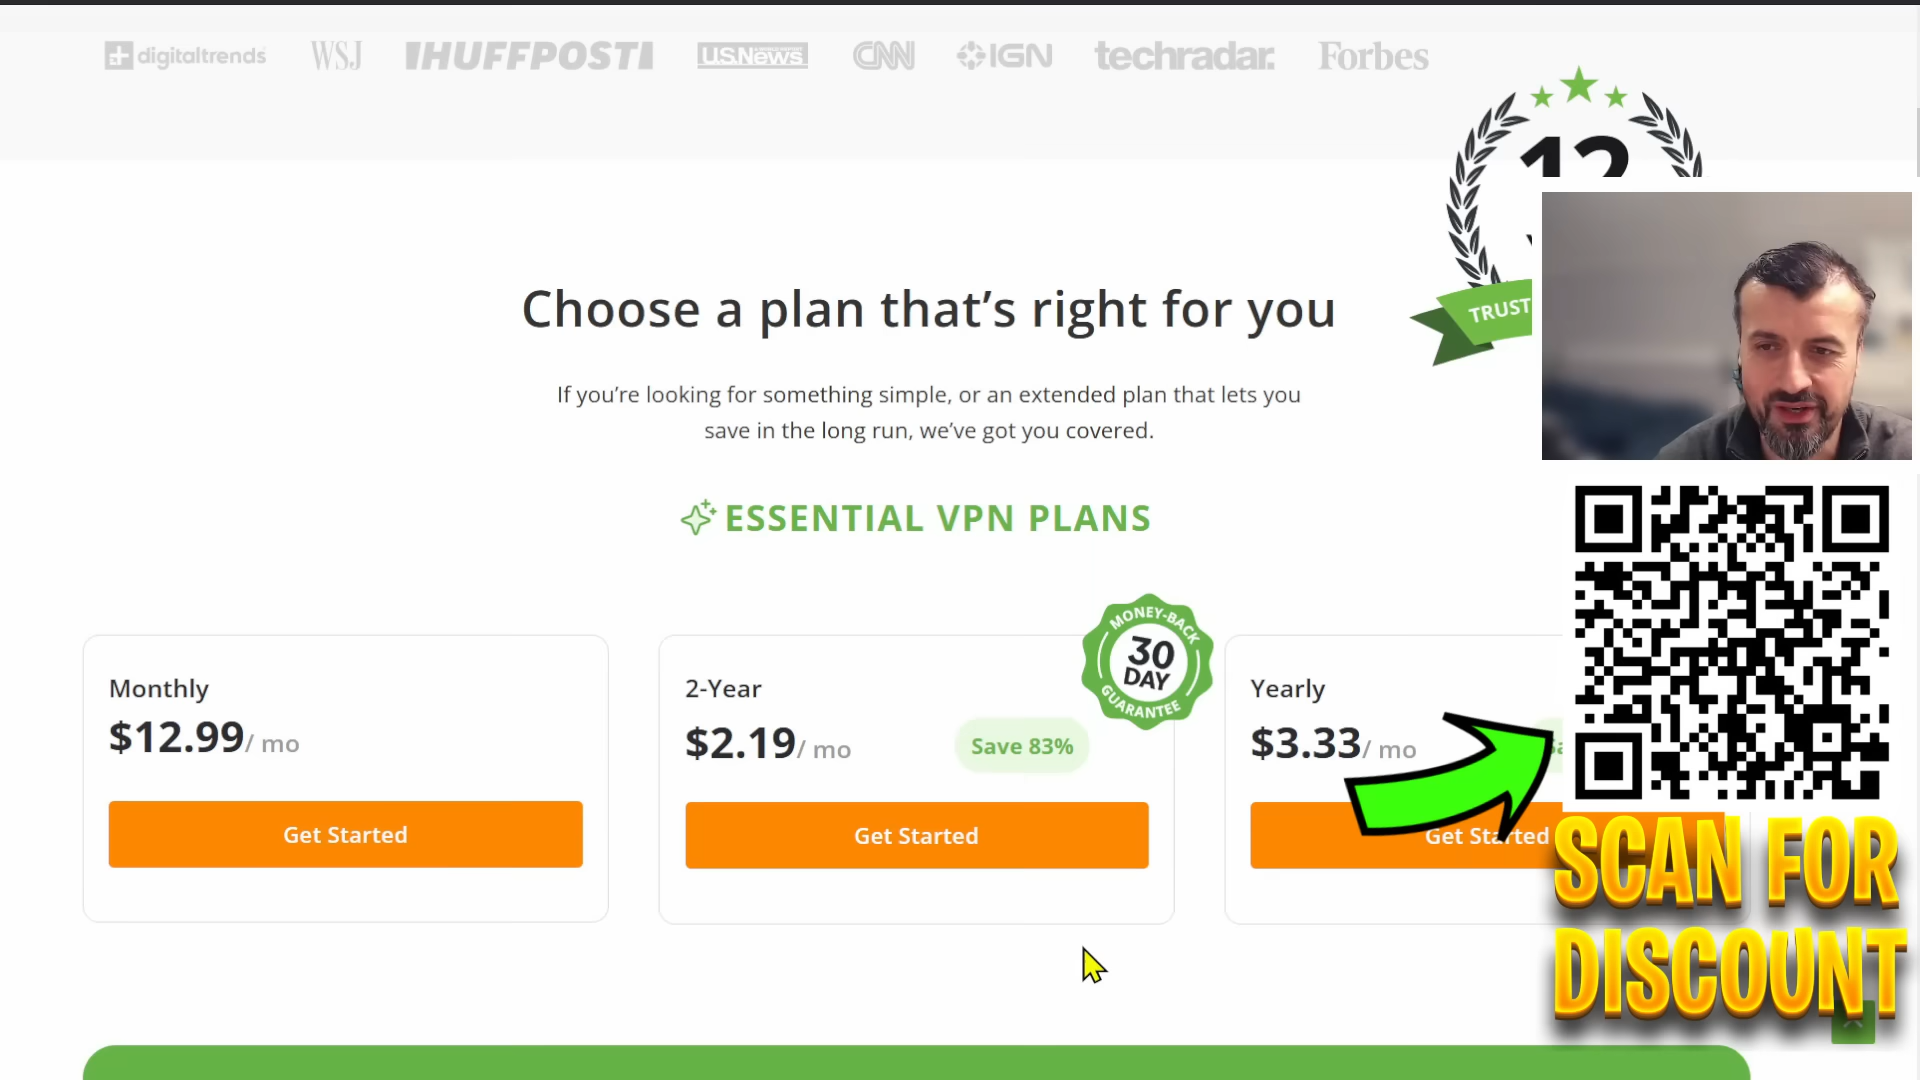 digitaltrends WSJ IHUFFPOSTI U.S.News CNN IGN techradar. Forbes
12
TRUST
Choose a plan that's right for you
If you're looking for something simple, or an extended plan that lets you
save in the long run, we've got you covered.
ESSENTIAL VPN PLANS
MONEY-BACK
30
DAY
GUARANTEE
Monthly
$12.99/ mo
Get Started
2-Year
$2.19/ mo
Save 83%
Get Started
Yearly
$3.33/ mo
Get Started
SCAN FOR
DISCOUNT